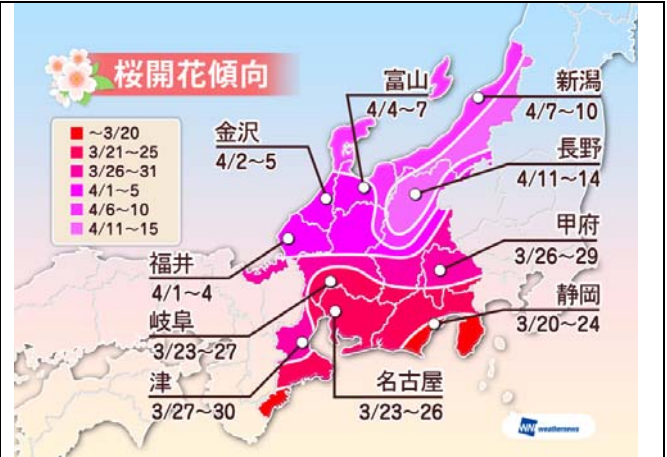 桜開花傾向
～3/20
3/21～25
3/26～31
4/1～5
4/6～10
4/11～15
富山
4/4～7
新潟
4/7～10
金沢
4/2～5
長野
4/11～14
甲府
3/26～29
福井
4/1～4
静岡
3/20～24
岐阜
3/23～27
津
3/27～30
名古屋
3/23～26
WN weathernews